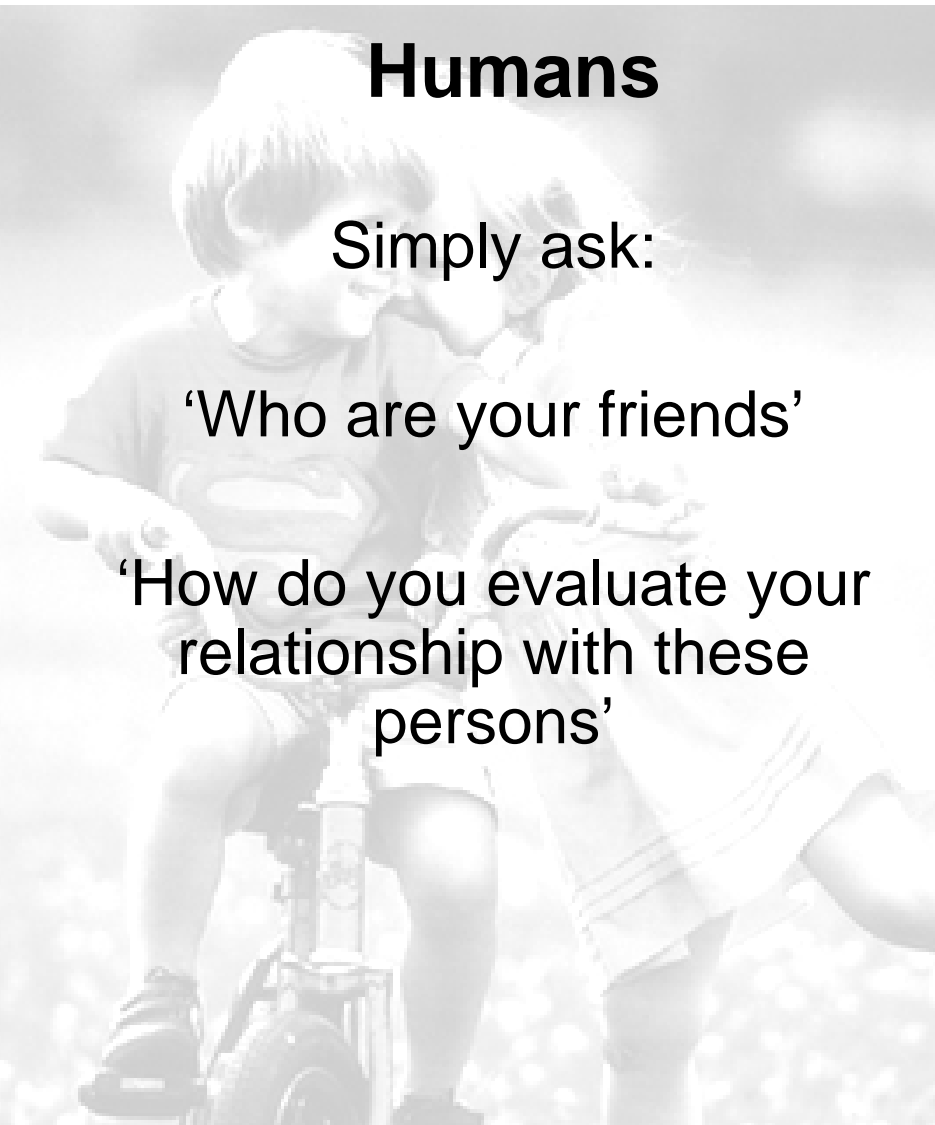 Humans
Simply ask:
‘Who are your friends’
‘How do you evaluate your
relationship with these
persons’